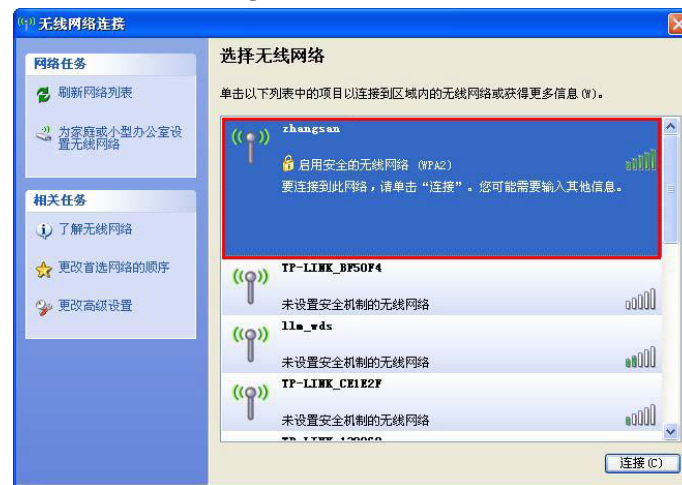 无线网络连接
网络任务
刷新网络列表
为家庭或小型办公室设
置无线网络
相关任务
了解无线网络
更改首选网络的顺序
更改高级设置
选择无线网络
单击以下列表中的项目以连接到区域内的无线网络或获得更多信息(W)。
zhangsan
启用安全的无线网络 (WPA2)
要连接到此网络，请单击“连接”。您可能需要输入其他信息。
TP-LINK_BF50F4
未设置安全机制的无线网络
llm_wds
未设置安全机制的无线网络
TP-LINK_CE1E2F
未设置安全机制的无线网络
连接(C)